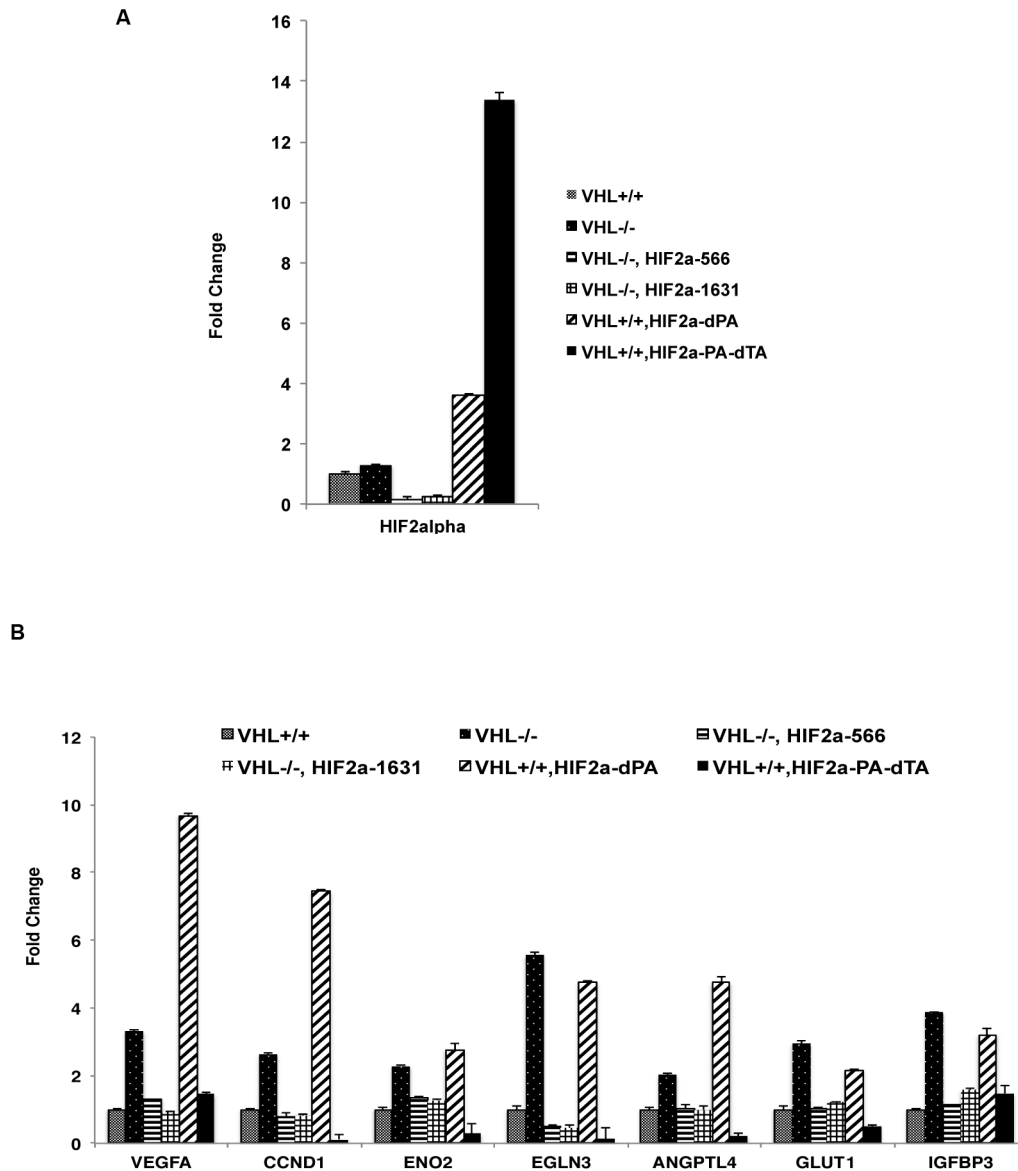 A
16
14
12
10
8
6
4
2
0
Fold Change
HIF2alpha
VHL+/+
VHL-/-
VHL-/-, HIF2a-566
VHL-/-, HIF2a-1631
VHL+/+,HIF2a-dPA
VHL+/+,HIF2a-PA-dTA
B
VHL+/+ VHL-/- VHL-/-, HIF2a-566
VHL-/-, HIF2a-1631 VHL+/+,HIF2a-dPA VHL+/+,HIF2a-PA-dTA
12
10
8
6
4
2
0
Fold Change
VEGFA CCND1 ENO2 EGLN3 ANGPTL4 GLUT1 IGFBP3